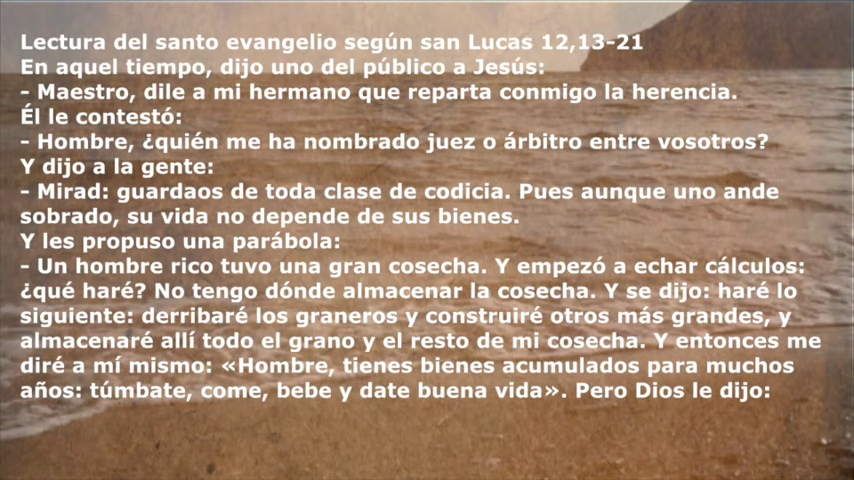 Lectura del santo evangelio según san Lucas 12,13-21
En aquel tiempo, dijo uno del público a Jesús:
- Maestro, dile a mi hermano que reparta conmigo la herencia.
Él le contestó:
- Hombre, ¿quién me ha nombrado juez o árbitro entre vosotros?
Y dijo a la gente:
- Mirad: guardaos de toda clase de codicia. Pues aunque uno ande
sobrado, su vida no depende de sus bienes.
Y les propuso una parábola:
- Un hombre rico tuvo una gran cosecha. Y empezó a echar cálculos:
¿qué haré? No tengo dónde almacenar la cosecha. Y se dijo: haré lo
siguiente: derribaré los graneros y construiré otros más grandes, y
almacenaré allí todo el grano y el resto de mi cosecha. Y entonces me
diré a mí mismo: «Hombre, tienes bienes acumulados para muchos
años: túmbate, come, bebe y date buena vida». Pero Dios le dijo: